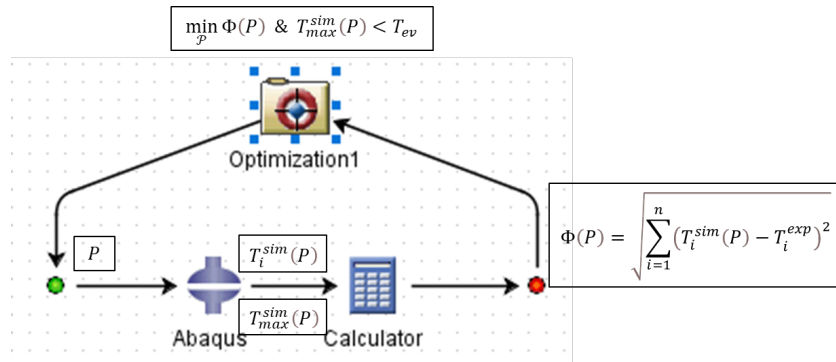 min Φ(P) & T_max^sim(P) < T_ev
𝒫
Optimization1
P
T_i^sim(P)
Φ(P) = √(∑_{i=1}^{n} (T_i^sim(P) − T_i^exp)^2)
T_max^sim(P)
Abaqus
Calculator